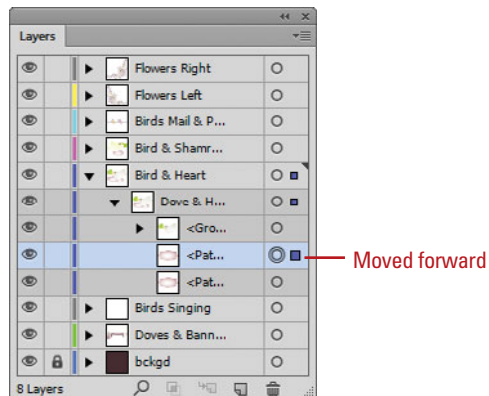 Layers
Flowers Right
Flowers Left
Birds Mail & P...
Bird & Shamr...
Bird & Heart
Dove & H...
<Gro...
<Pat...
Moved forward
<Pat...
Birds Singing
Doves & Bann...
bckgd
8 Layers